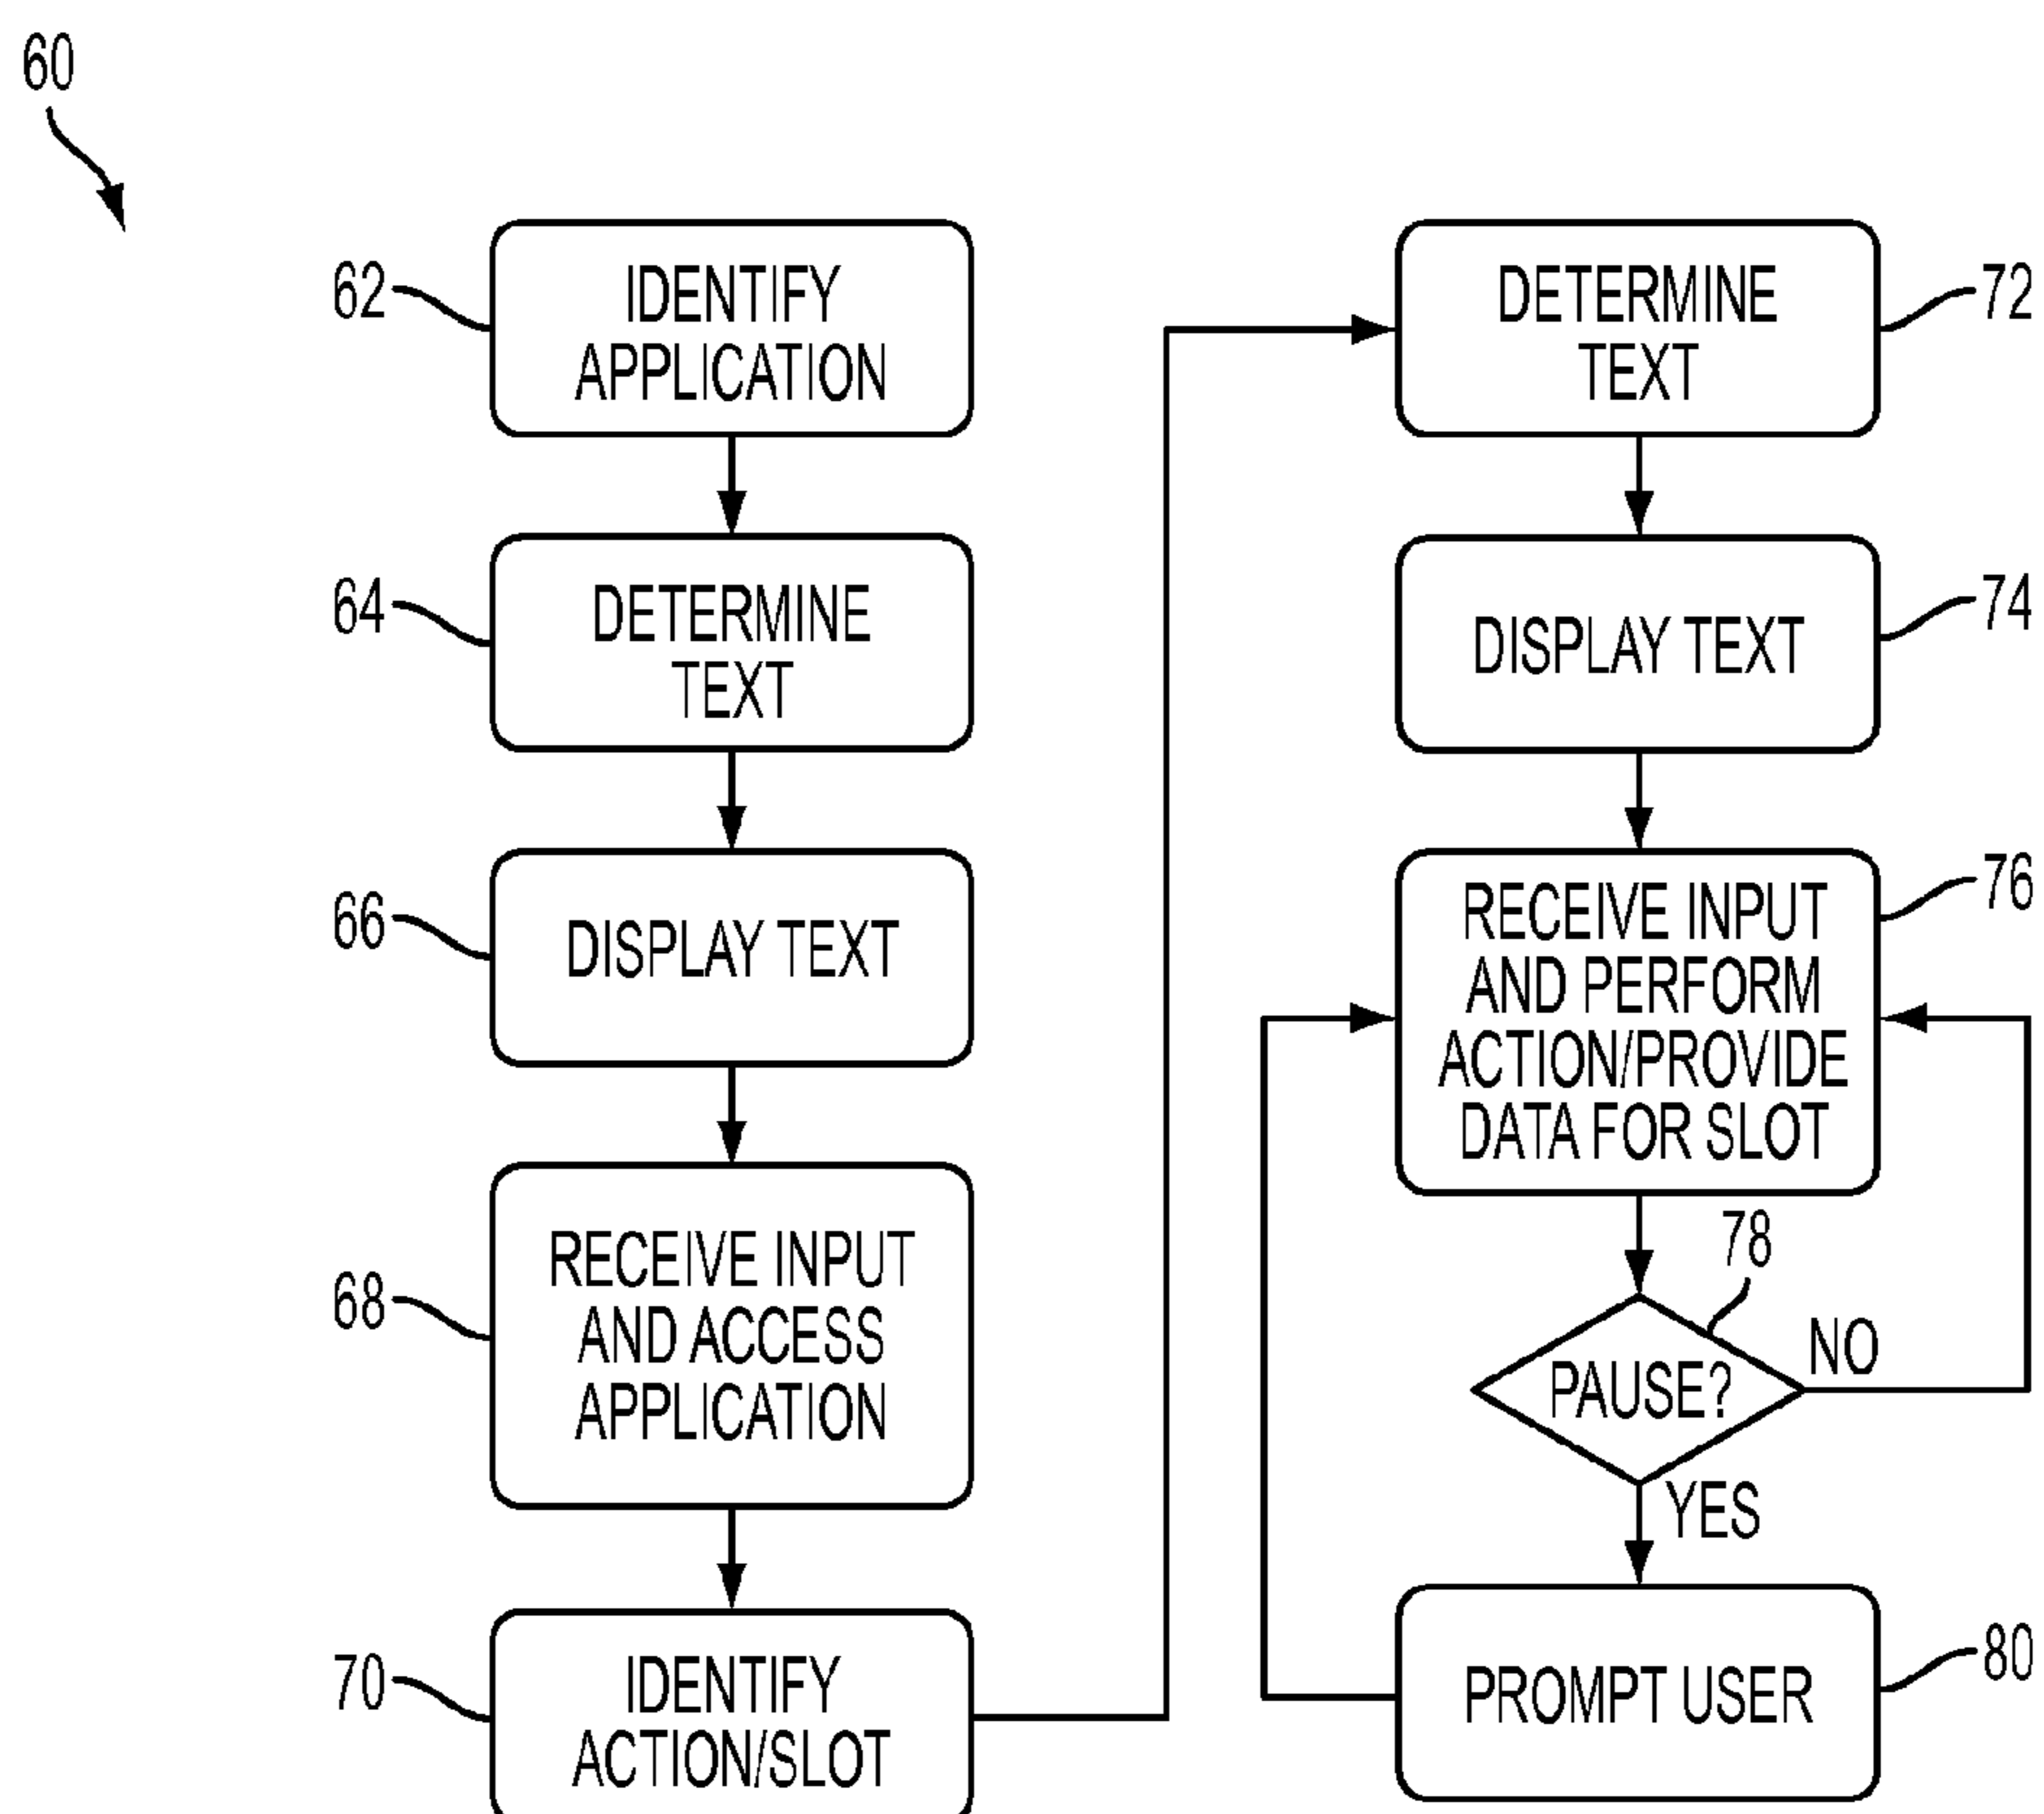 60
62
IDENTIFY
APPLICATION
64
DETERMINE
TEXT
66
DISPLAY TEXT
68
RECEIVE INPUT
AND ACCESS
APPLICATION
70
IDENTIFY
ACTION/SLOT
DETERMINE
TEXT
72
DISPLAY TEXT
74
RECEIVE INPUT
AND PERFORM
ACTION/PROVIDE
DATA FOR SLOT
76
78
PAUSE?
NO
YES
PROMPT USER
80